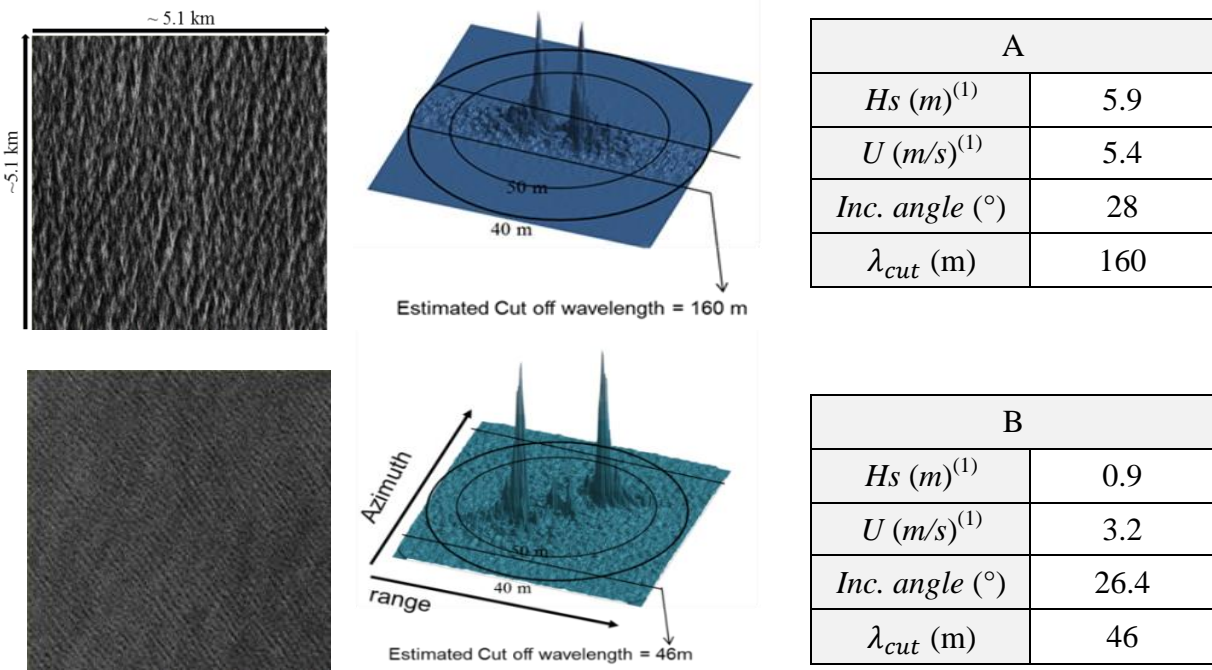 ~ 5.1 km
~5.1 km
50 m
40 m
Estimated Cut off wavelength = 160 m
A
Hs (m)(1) 5.9
U (m/s)(1) 5.4
Inc. angle (°) 28
λcut (m) 160
Azimuth
range
50 m
40 m
Estimated Cut off wavelength =46m
B
Hs (m)(1) 0.9
U (m/s)(1) 3.2
Inc. angle (°) 26.4
λcut (m) 46